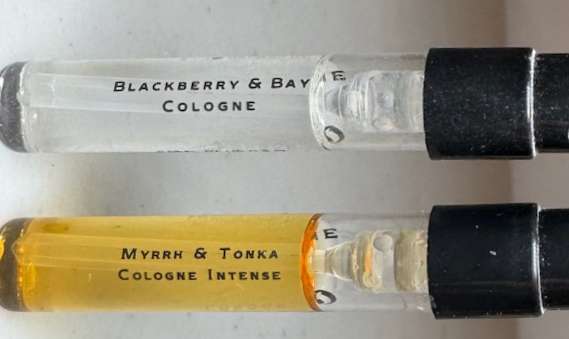 BLACKBERRY & BAY
COLOGNE
MYRRH & TONKA
COLOGNE INTENSE